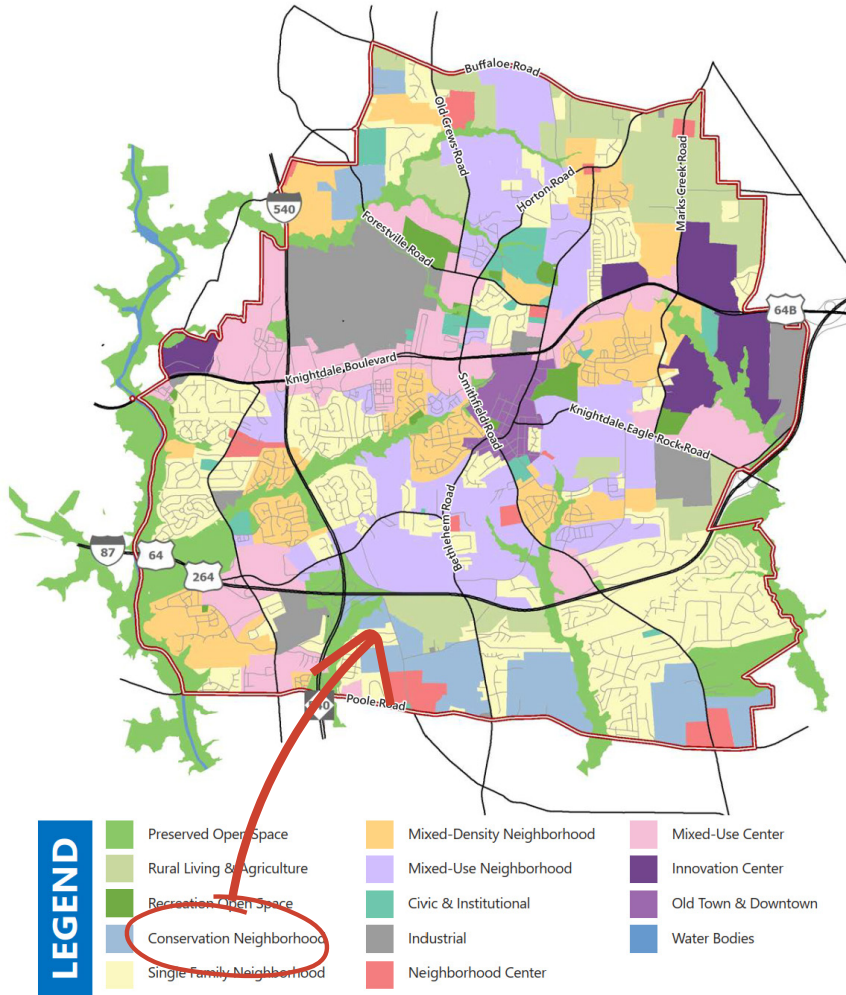 Buffaloe Road
Old Crews Road
Marks Creek Road
Horton Road
540
Forestville Road
64B
Knightdale Boulevard
Smithfield Road
Knightdale Eagle Rock Road
Bethlehem Road
87
64
264
Poole Road
LEGEND
Preserved Open Space
Rural Living & Agriculture
Recreation Open Space
Conservation Neighborhood
Single Family Neighborhood
Mixed-Density Neighborhood
Mixed-Use Neighborhood
Civic & Institutional
Industrial
Neighborhood Center
Mixed-Use Center
Innovation Center
Old Town & Downtown
Water Bodies